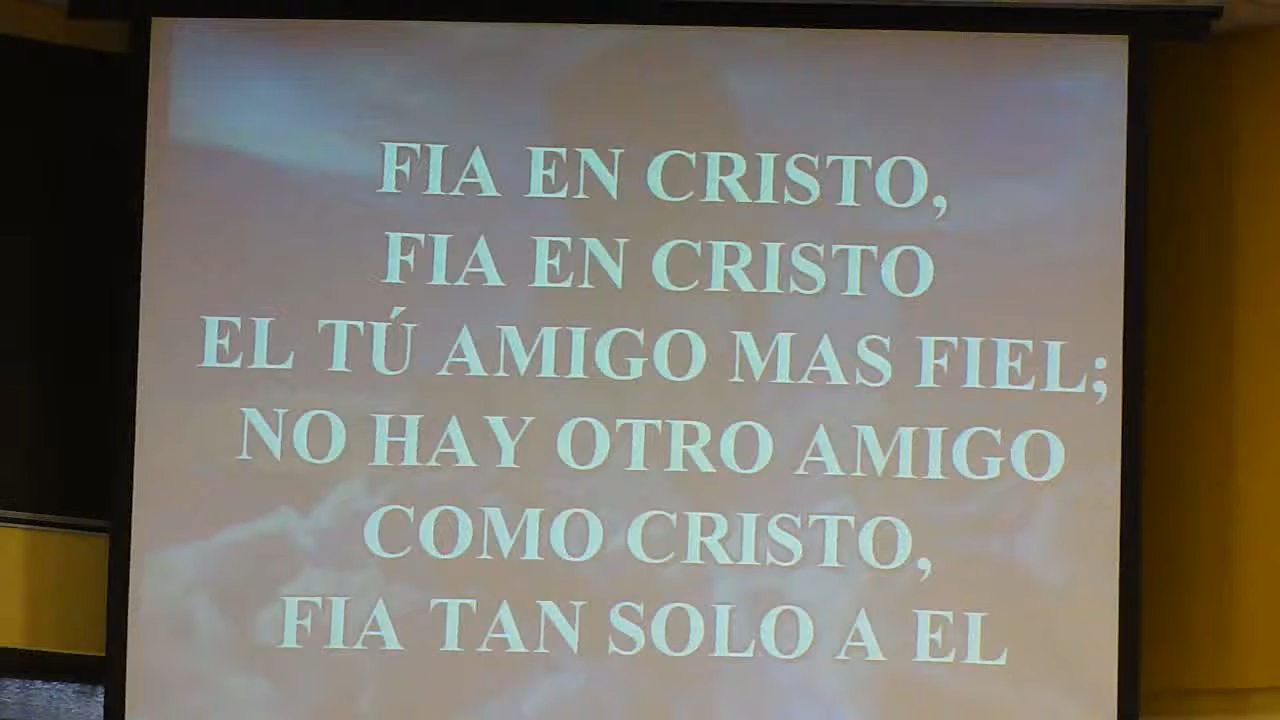 FIA EN CRISTO,
FIA EN CRISTO
EL TÚ AMIGO MAS FIEL;
NO HAY OTRO AMIGO
COMO CRISTO,
FIA TAN SOLO A EL